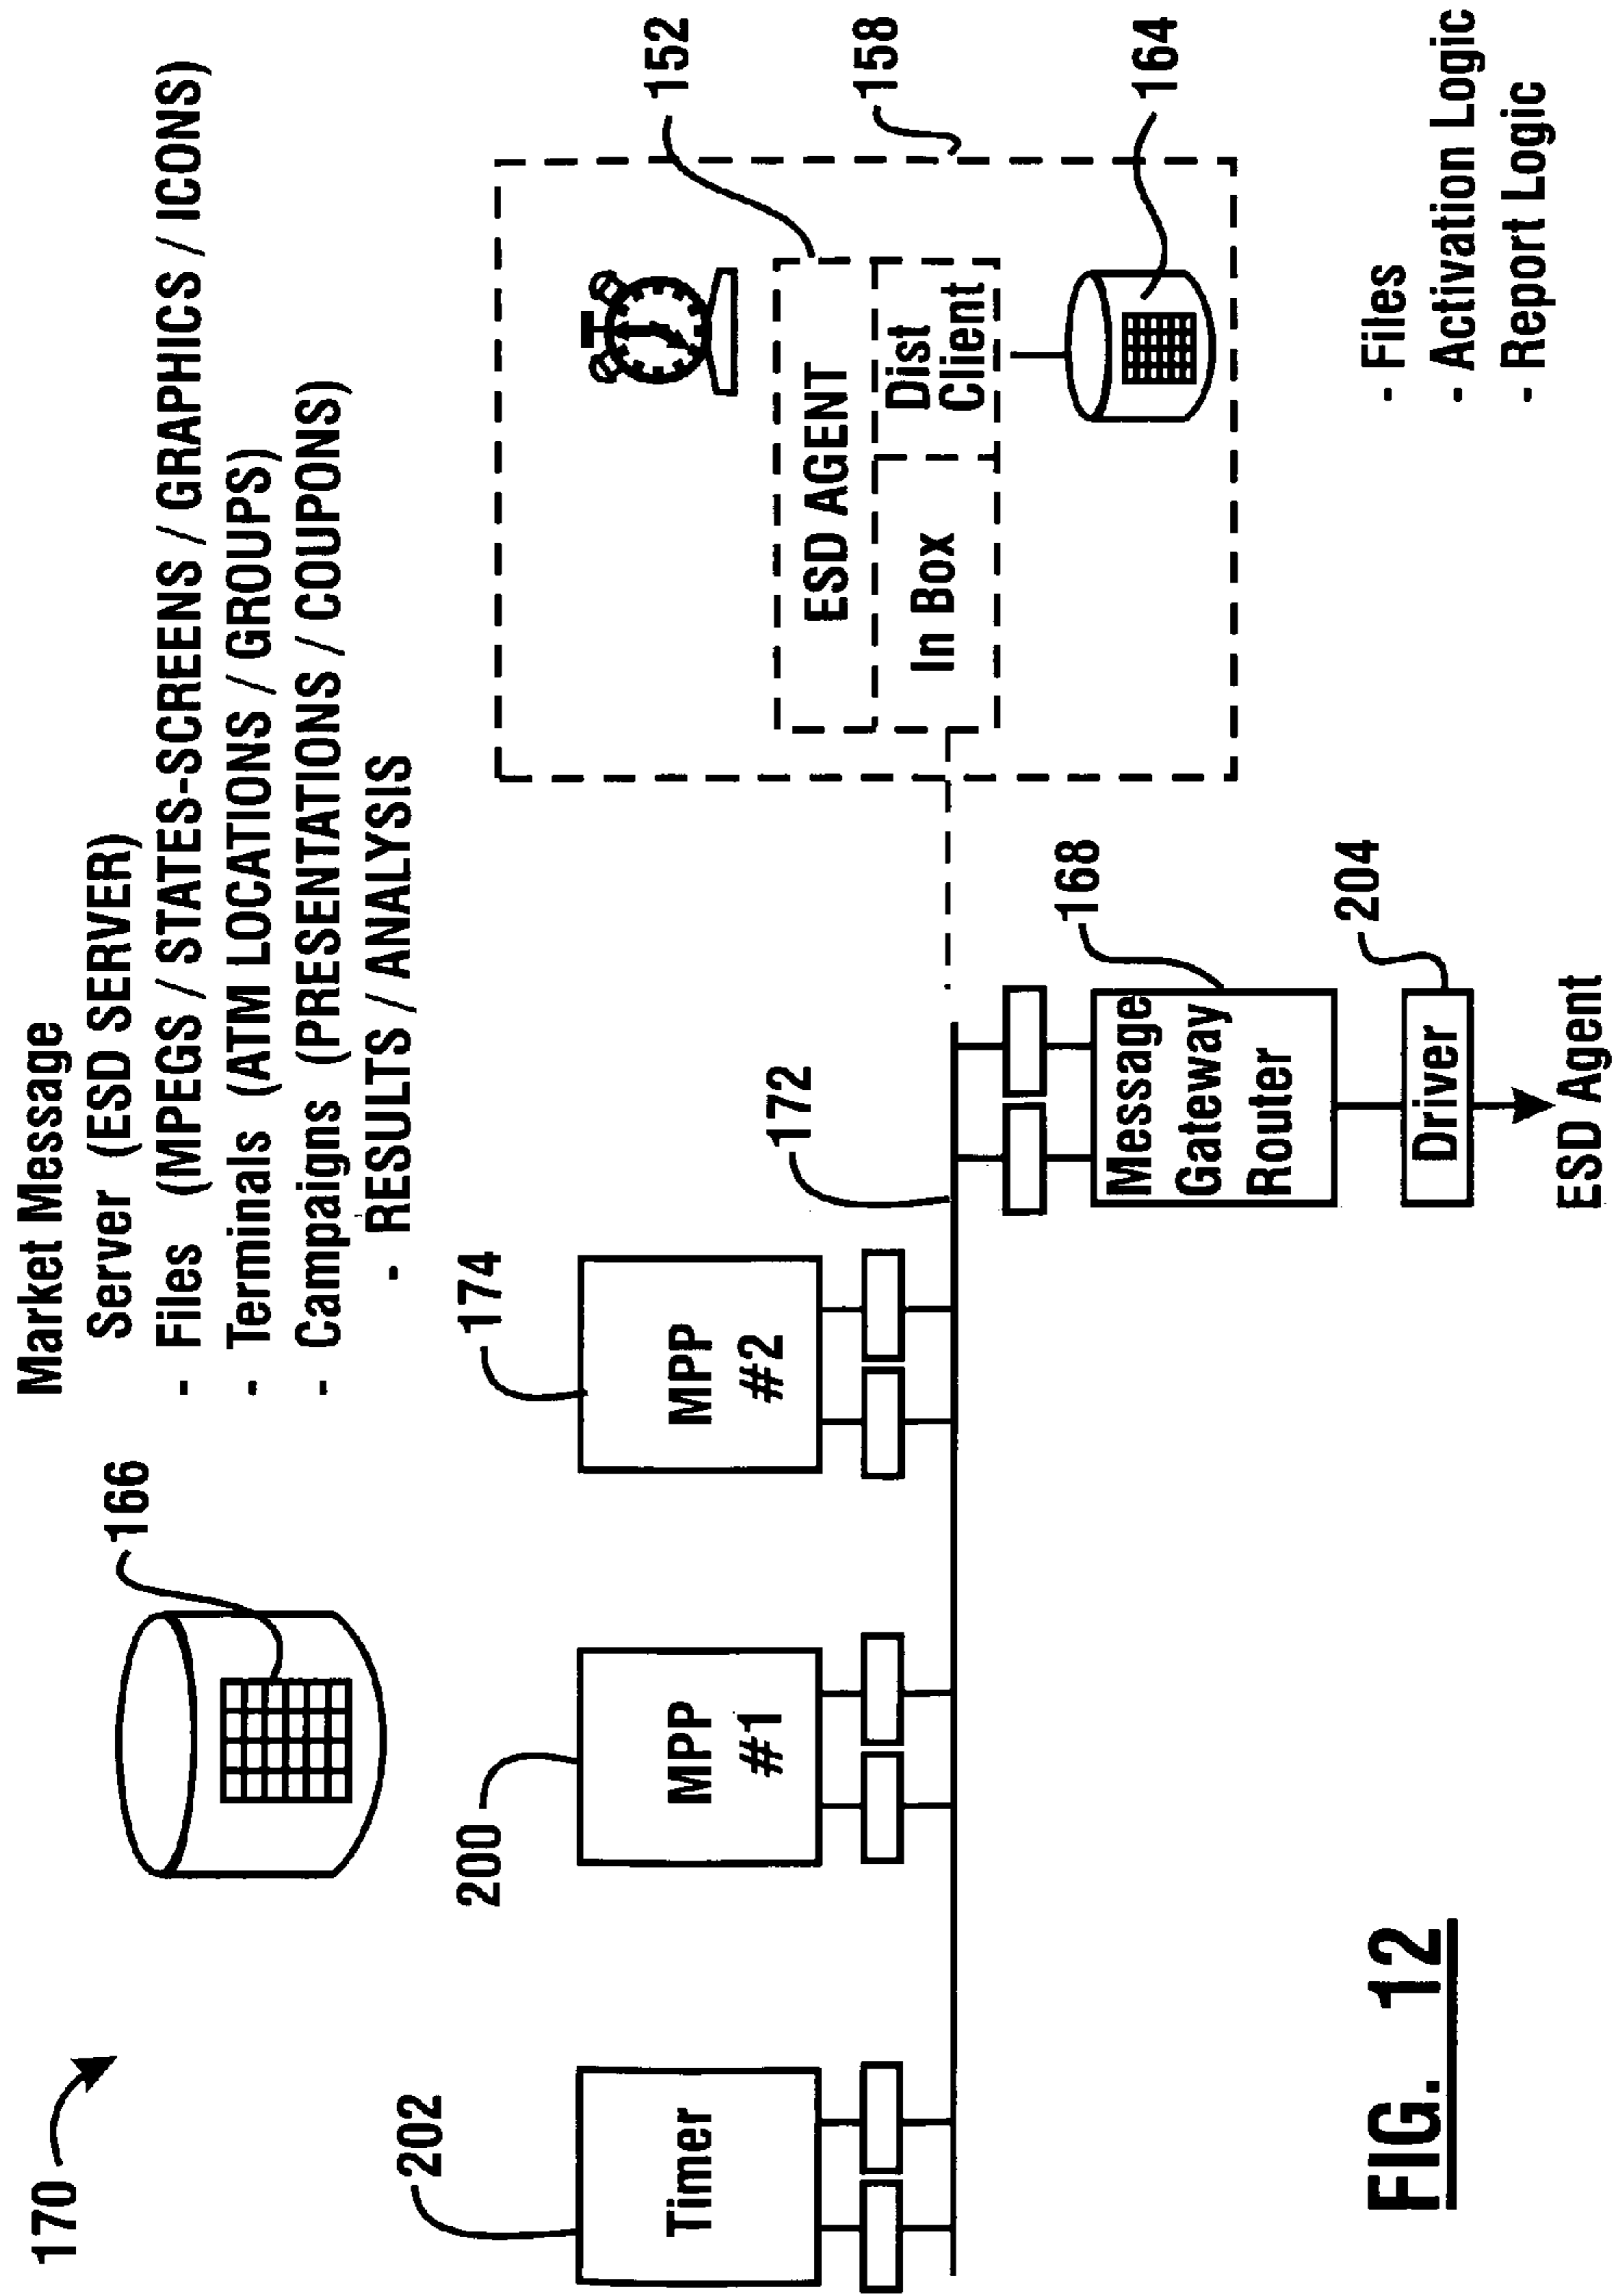 170
Market Message
Server (ESD SERVER)
- Files (MPEGS / STATES-SCREENS / GRAPHICS / ICONS)
- Terminals (ATM LOCATIONS / GROUPS)
- Campaigns (PRESENTATIONS / COUPONS)
- RESULTS / ANALYSIS
166
202
200
174
152
158
164
Timer
MPP
#1
MPP
#2
172
ESD AGENT
In Box
Dist
Client
168
Message
Gateway
Router
204
Driver
ESD Agent
- Files
- Activation Logic
- Report Logic
FIG. 12